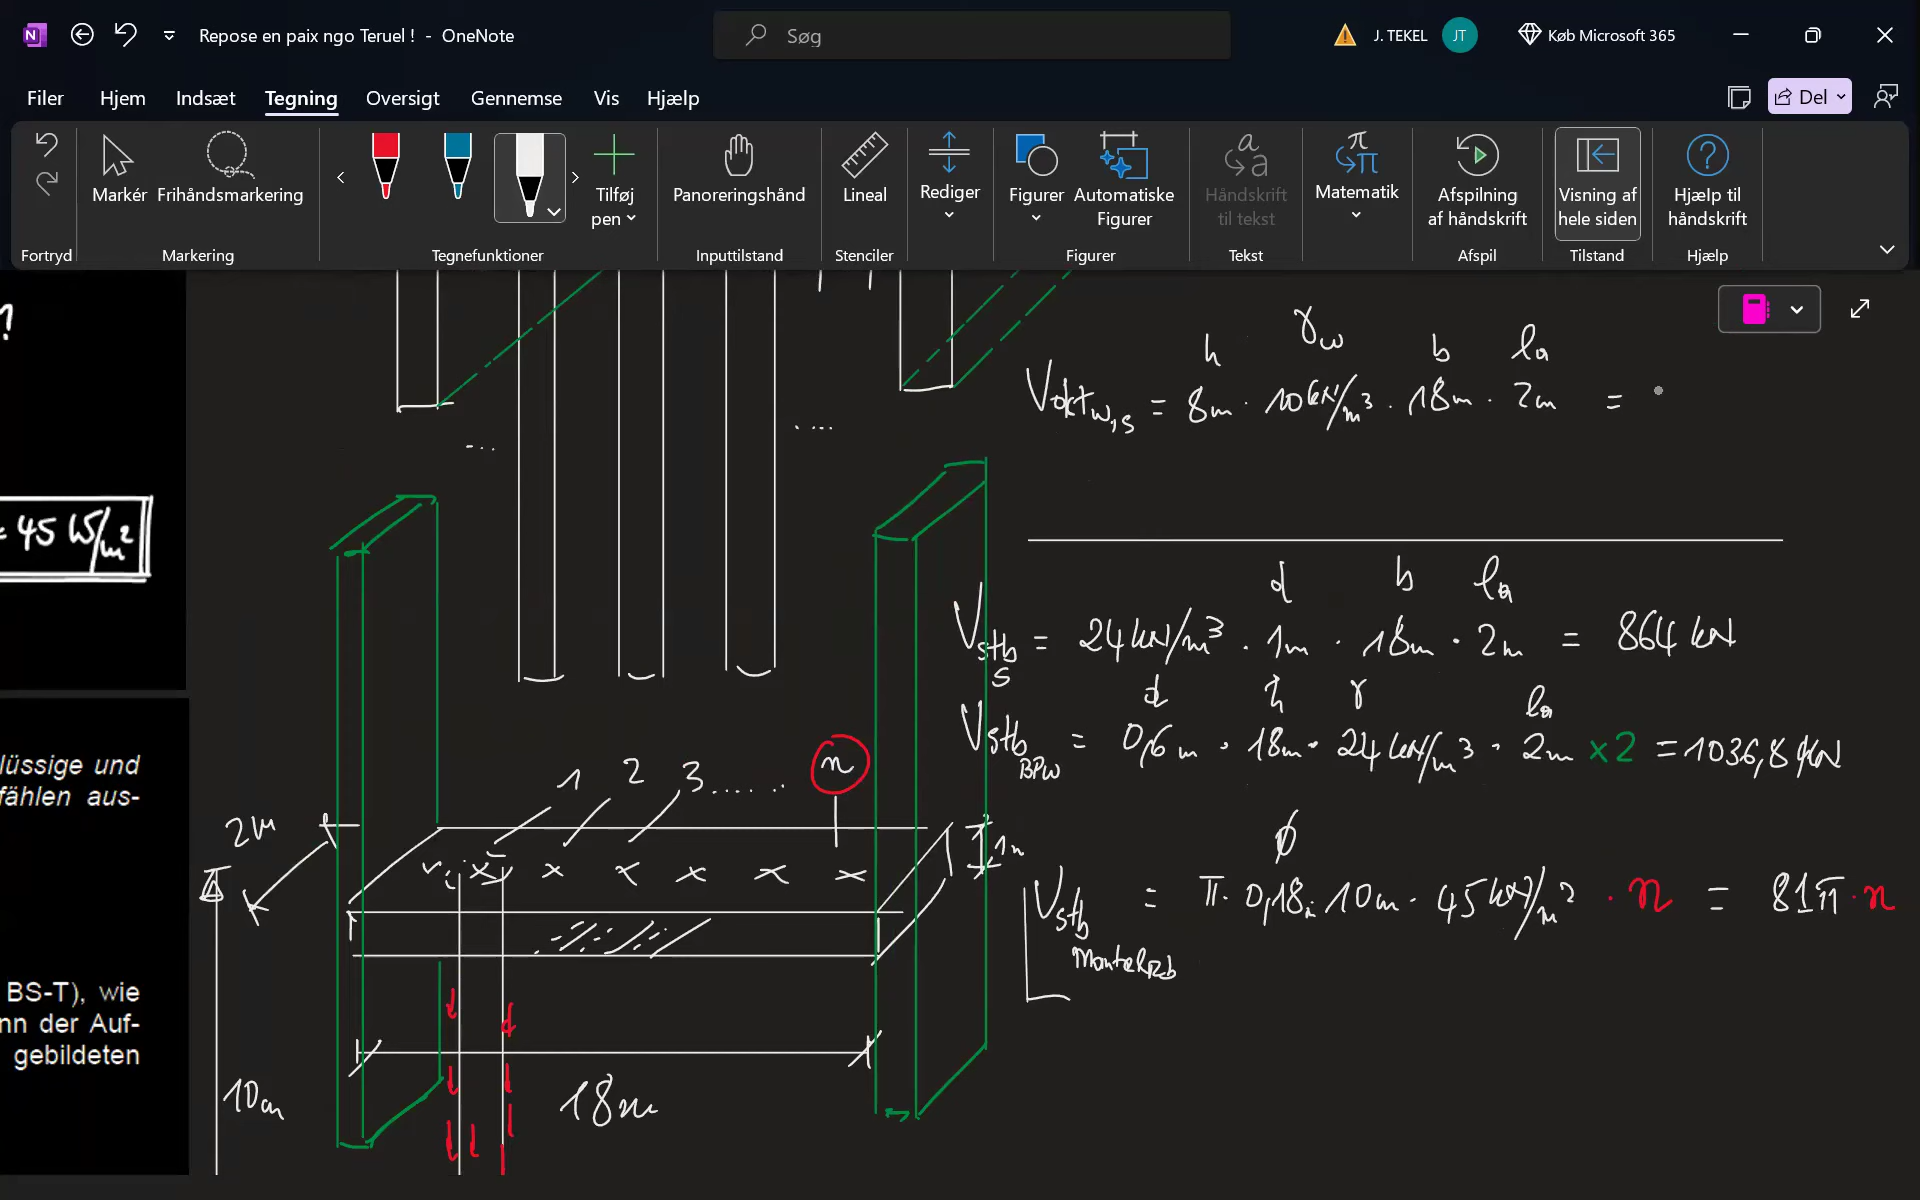 Repose en paix ngo Teruel ! - OneNote
Søg
J. TEKEL
JT
Køb Microsoft 365
Filer
Hjem
Indsæt
Tegning
Oversigt
Gennemse
Vis
Hjælp
Del
Markér
Frihåndsmarkering
Tilføj
pen
Panoreringshånd
Lineal
Rediger
Figurer
Automatiske
Figurer
Håndskrift
til tekst
Matematik
Afspilning
af håndskrift
Visning af
hele siden
Hjælp til
håndskrift
Fortryd
Markering
Tegnefunktioner
Inputtilstand
Stenciler
Figurer
Tekst
Afspil
Tilstand
Hjælp
?
h γw b la
= 8m · 10 kN/m³ · 18m · 2m =
....
...
= 45 kN/m²
d b la
Vstb s = 24 kN/m³ · 1m · 18m · 2m = 864 kN
d h γ la
Vstb BPW = 0,6 m · 18m · 24 kN/m³ · 2m x2 = 1036,8 kN
lüssige und
fählen aus-
1 2 3 ...... n
2m
1m
ϕ
Vstb = π · 0,18 · 10m · 45 kN/m² · n = 81π · n
BS-T), wie
nn der Auf-
gebildeten
10m
18m